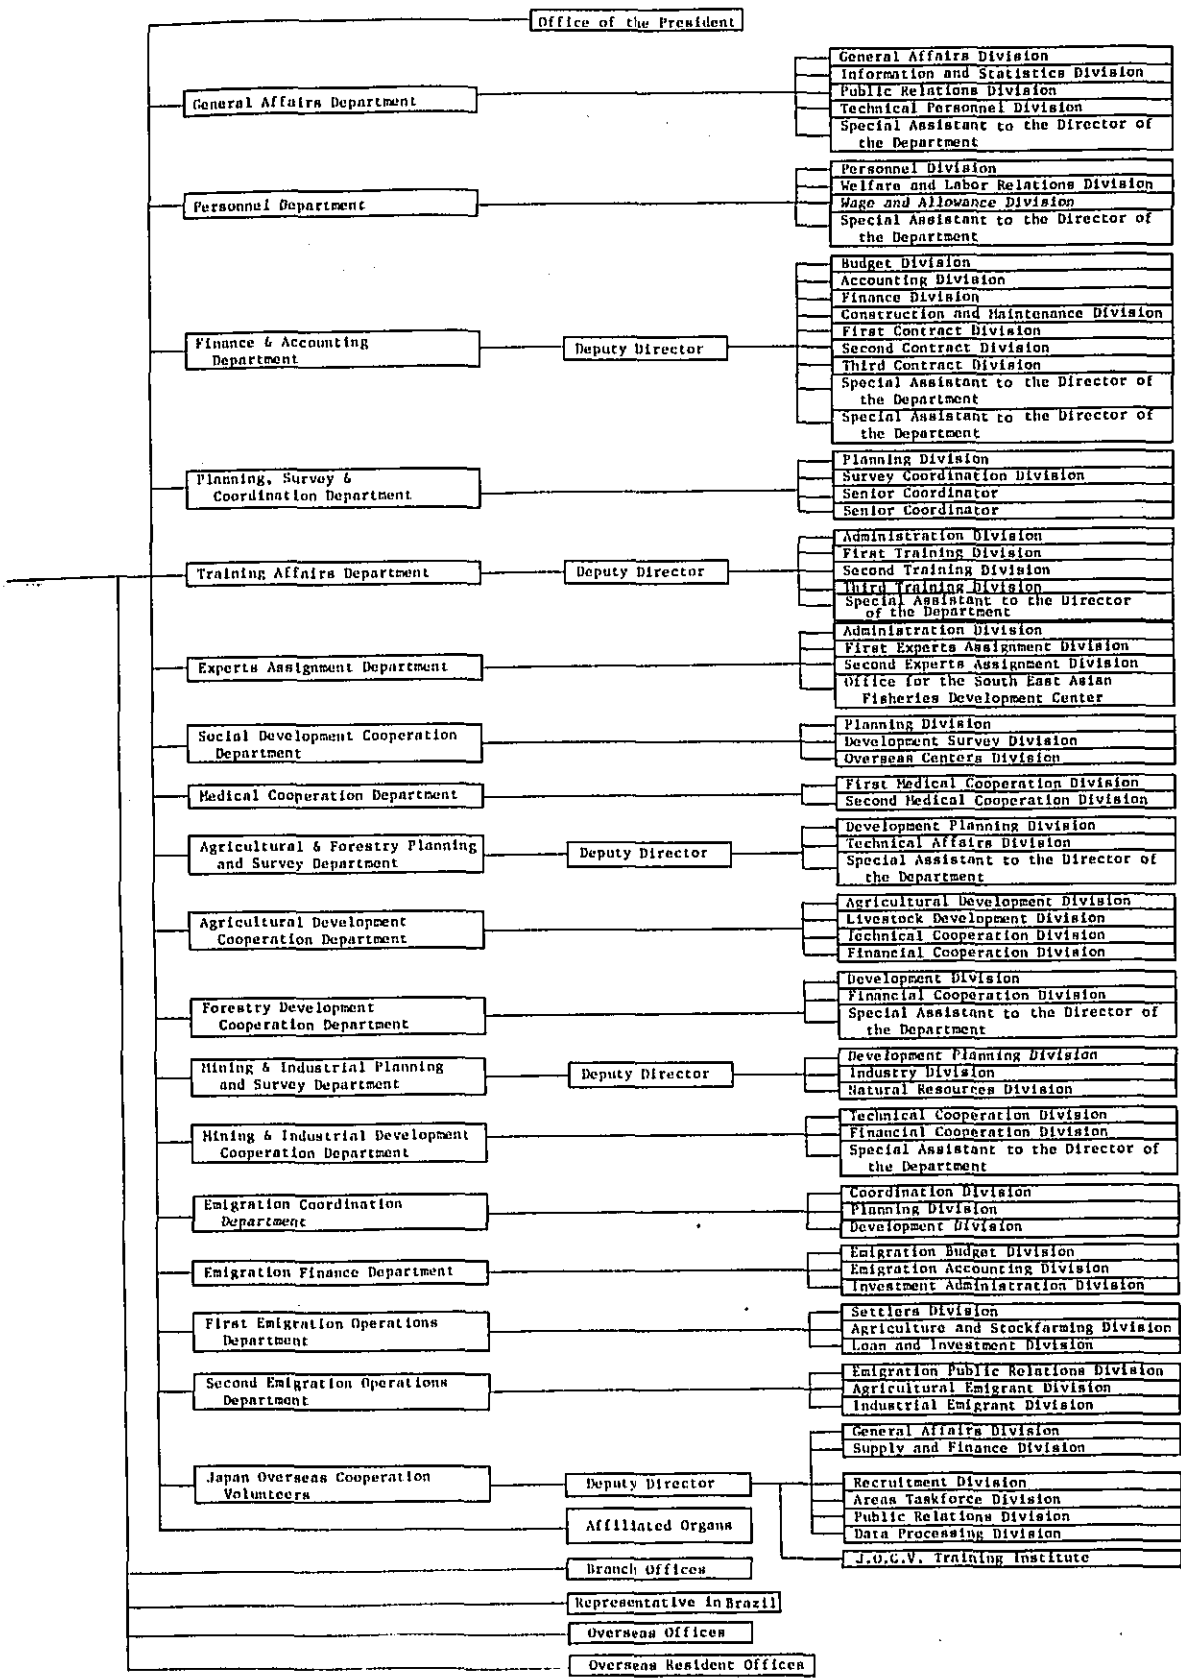 Office of the President
General Affairs Department
General Affairs Division
Information and Statistics Division
Public Relations Division
Technical Personnel Division
Special Assistant to the Director of
the Department
Personnel Department
Personnel Division
Welfare and Labor Relations Division
Wage and Allowance Division
Special Assistant to the Director of
the Department
Finance & Accounting
Department
Deputy Director
Budget Division
Accounting Division
Finance Division
Construction and Maintenance Division
First Contract Division
Second Contract Division
Third Contract Division
Special Assistant to the Director of
the Department
Special Assistant to the Director of
the Department
Planning, Survey &
Coordination Department
Planning Division
Survey Coordination Division
Senior Coordinator
Senior Coordinator
Training Affairs Department
Deputy Director
Administration Division
First Training Division
Second Training Division
Third Training Division
Special Assistant to the Director
of the Department
Experts Assignment Department
Administration Division
First Experts Assignment Division
Second Experts Assignment Division
Office for the South East Asian
Fisheries Development Center
Social Development Cooperation
Department
Planning Division
Development Survey Division
Overseas Centers Division
Medical Cooperation Department
First Medical Cooperation Division
Second Medical Cooperation Division
Agricultural & Forestry Planning
and Survey Department
Deputy Director
Development Planning Division
Technical Affairs Division
Special Assistant to the Director of
the Department
Agricultural Development
Cooperation Department
Agricultural Development Division
Livestock Development Division
Technical Cooperation Division
Financial Cooperation Division
Forestry Development
Cooperation Department
Development Division
Financial Cooperation Division
Special Assistant to the Director of
the Department
Mining & Industrial Planning
and Survey Department
Deputy Director
Development Planning Division
Industry Division
Natural Resources Division
Mining & Industrial Development
Cooperation Department
Technical Cooperation Division
Financial Cooperation Division
Special Assistant to the Director of
the Department
Emigration Coordination
Department
Coordination Division
Planning Division
Development Division
Emigration Finance Department
Emigration Budget Division
Emigration Accounting Division
Investment Administration Division
First Emigration Operations
Department
Settlers Division
Agriculture and Stockfarming Division
Loan and Investment Division
Second Emigration Operations
Department
Emigration Public Relations Division
Agricultural Emigrant Division
Industrial Emigrant Division
Japan Overseas Cooperation
Volunteers
Deputy Director
General Affairs Division
Supply and Finance Division
Recruitment Division
Areas Taskforce Division
Public Relations Division
Data Processing Division
J.O.C.V. Training Institute
Affiliated Organs
Branch Offices
Representative in Brazil
Overseas Offices
Overseas Resident Offices